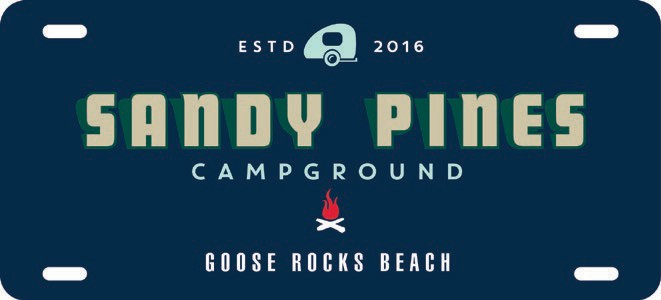 ESTD 2016
SANDY PINES
CAMPGROUND
GOOSE ROCKS BEACH